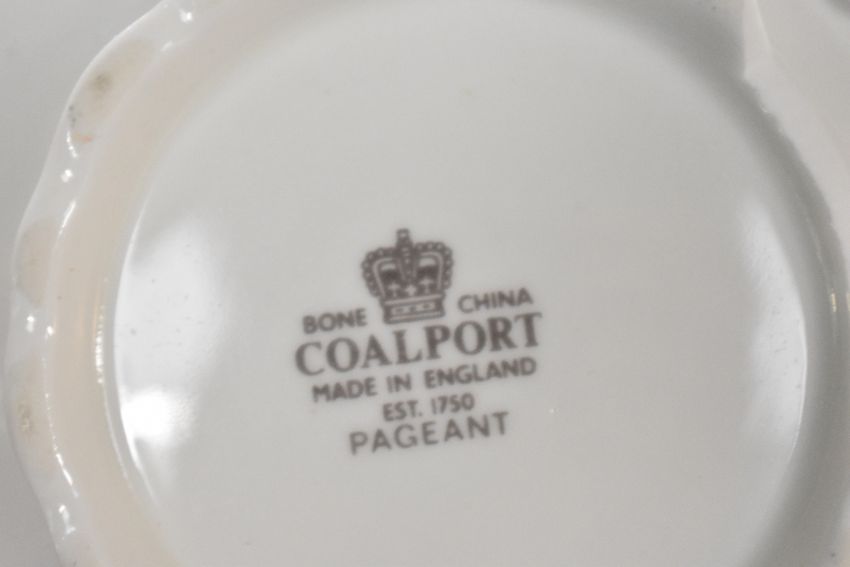 BONE CHINA
COALPORT
MADE IN ENGLAND
EST. 1750
PAGEANT